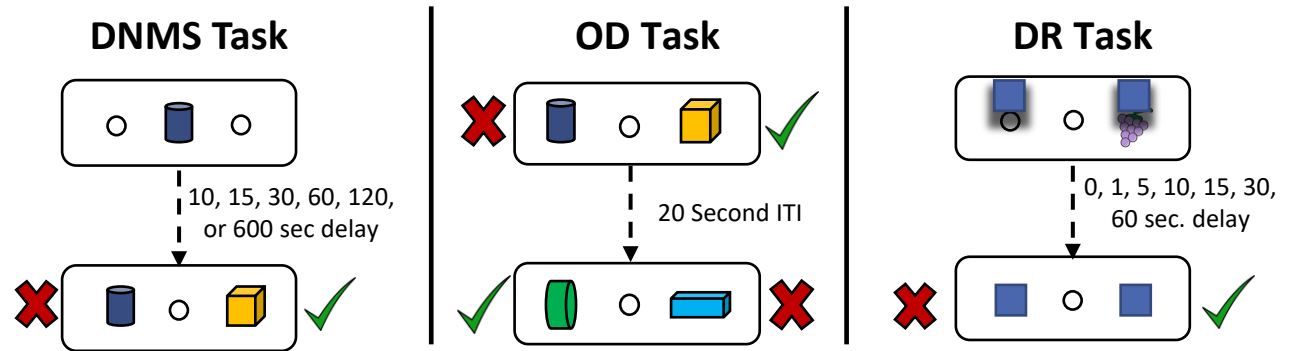 DNMS Task
10, 15, 30, 60, 120,
or 600 sec delay
OD Task
20 Second ITI
DR Task
0, 1, 5, 10, 15, 30,
60 sec. delay